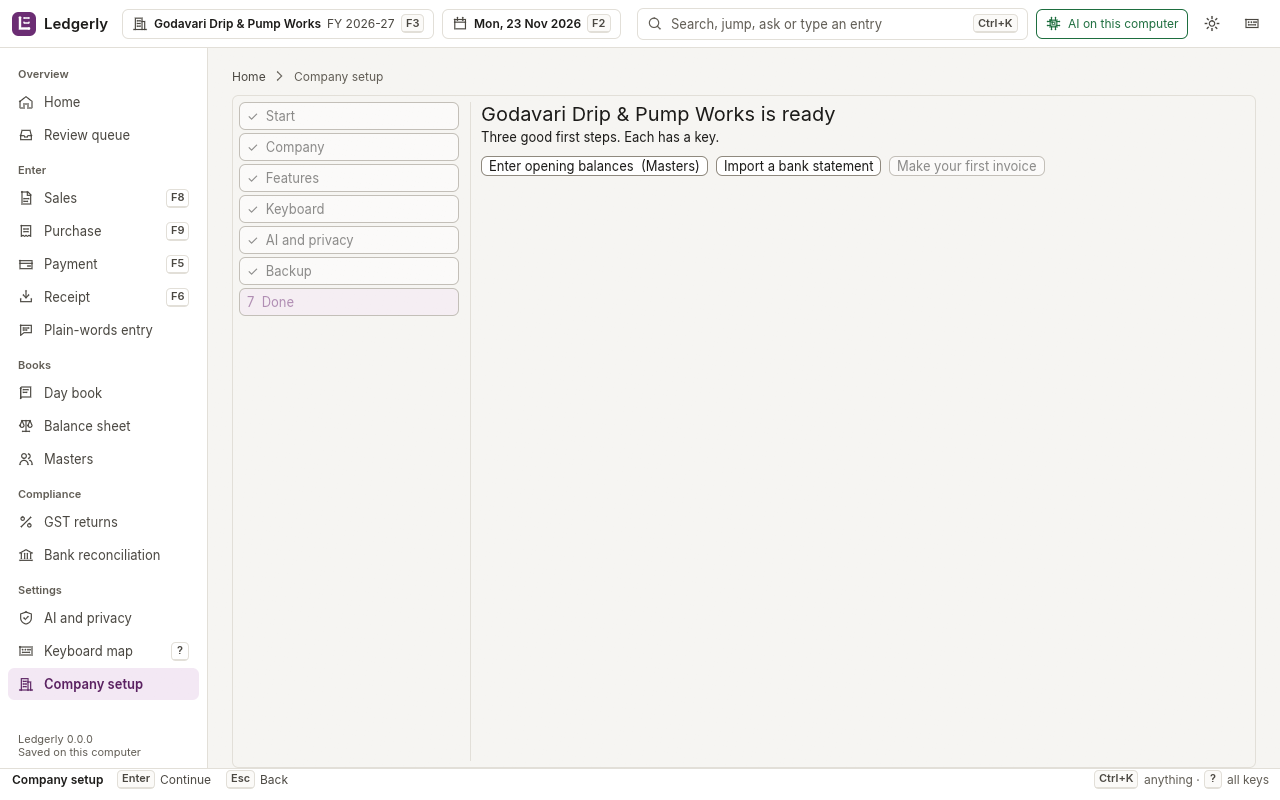 Ledgerly
Godavari Drip & Pump Works FY 2026-27 F3
Mon, 23 Nov 2026 F2
Search, jump, ask or type an entry Ctrl+K
AI on this computer
Overview
Home
Review queue
Enter
Sales F8
Purchase F9
Payment F5
Receipt F6
Plain-words entry
Books
Day book
Balance sheet
Masters
Compliance
GST returns
Bank reconciliation
Settings
AI and privacy
Keyboard map ?
Company setup
Ledgerly 0.0.0
Saved on this computer
Home > Company setup
Start
Company
Features
Keyboard
AI and privacy
Backup
7 Done
Godavari Drip & Pump Works is ready
Three good first steps. Each has a key.
Enter opening balances (Masters) Import a bank statement Make your first invoice
Company setup Enter Continue Esc Back
Ctrl+K anything · ? all keys